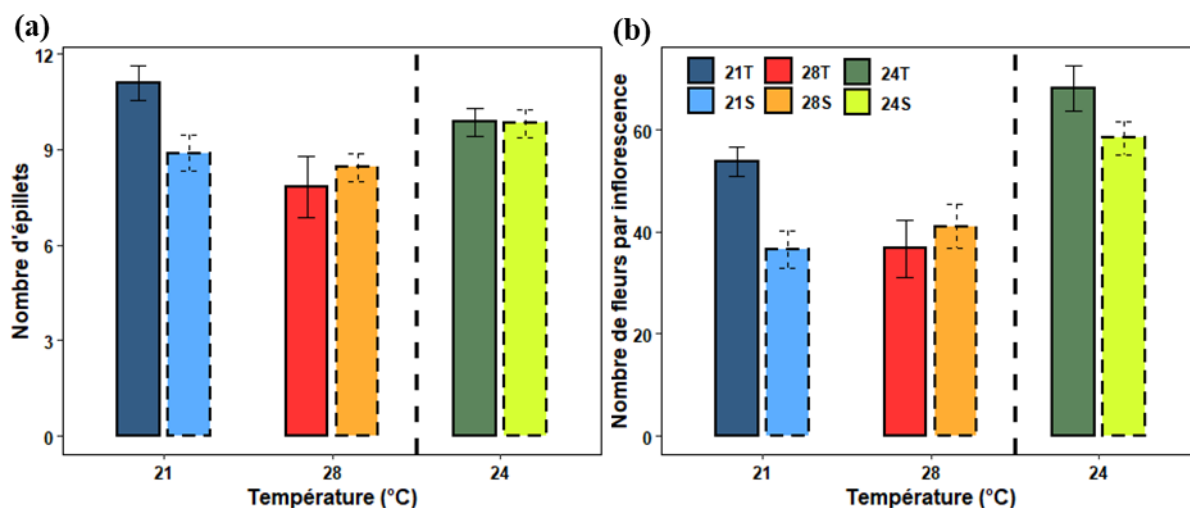 (a)
Nombre d'épillets
12
9
6
3
0
21
28
24
Température (°C)
(b)
Nombre de fleurs par inflorescence
60
40
20
0
21T
28T
24T
21S
28S
24S
21
28
24
Température (°C)